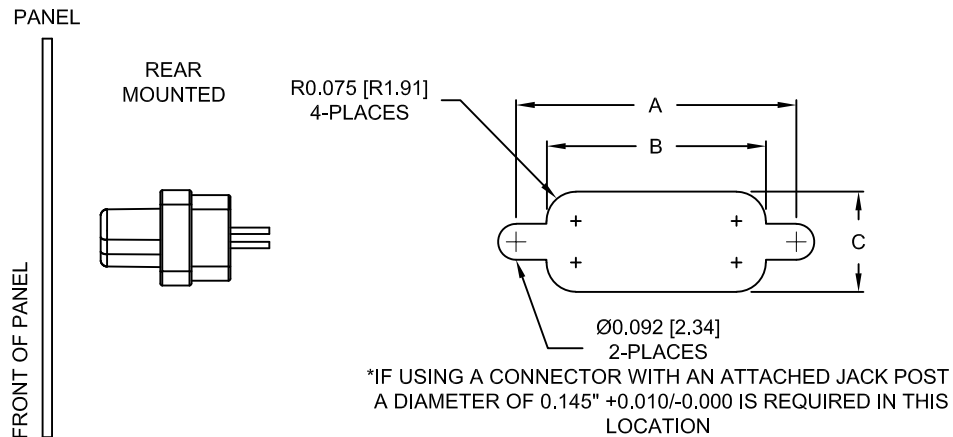 PANEL
REAR
MOUNTED
FRONT OF PANEL
R0.075 [R1.91]
4-PLACES
A
B
C
Ø0.092 [2.34]
2-PLACES
*IF USING A CONNECTOR WITH AN ATTACHED JACK POST
A DIAMETER OF 0.145" +0.010/-0.000 IS REQUIRED IN THIS
LOCATION